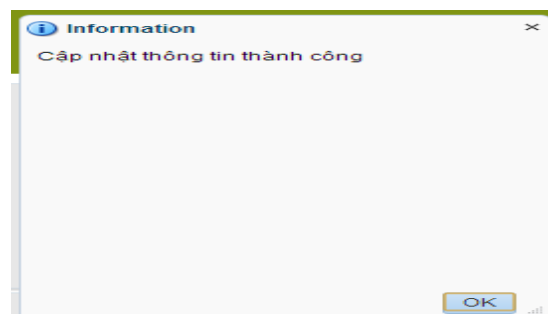 Information
Cập nhật thông tin thành công
OK